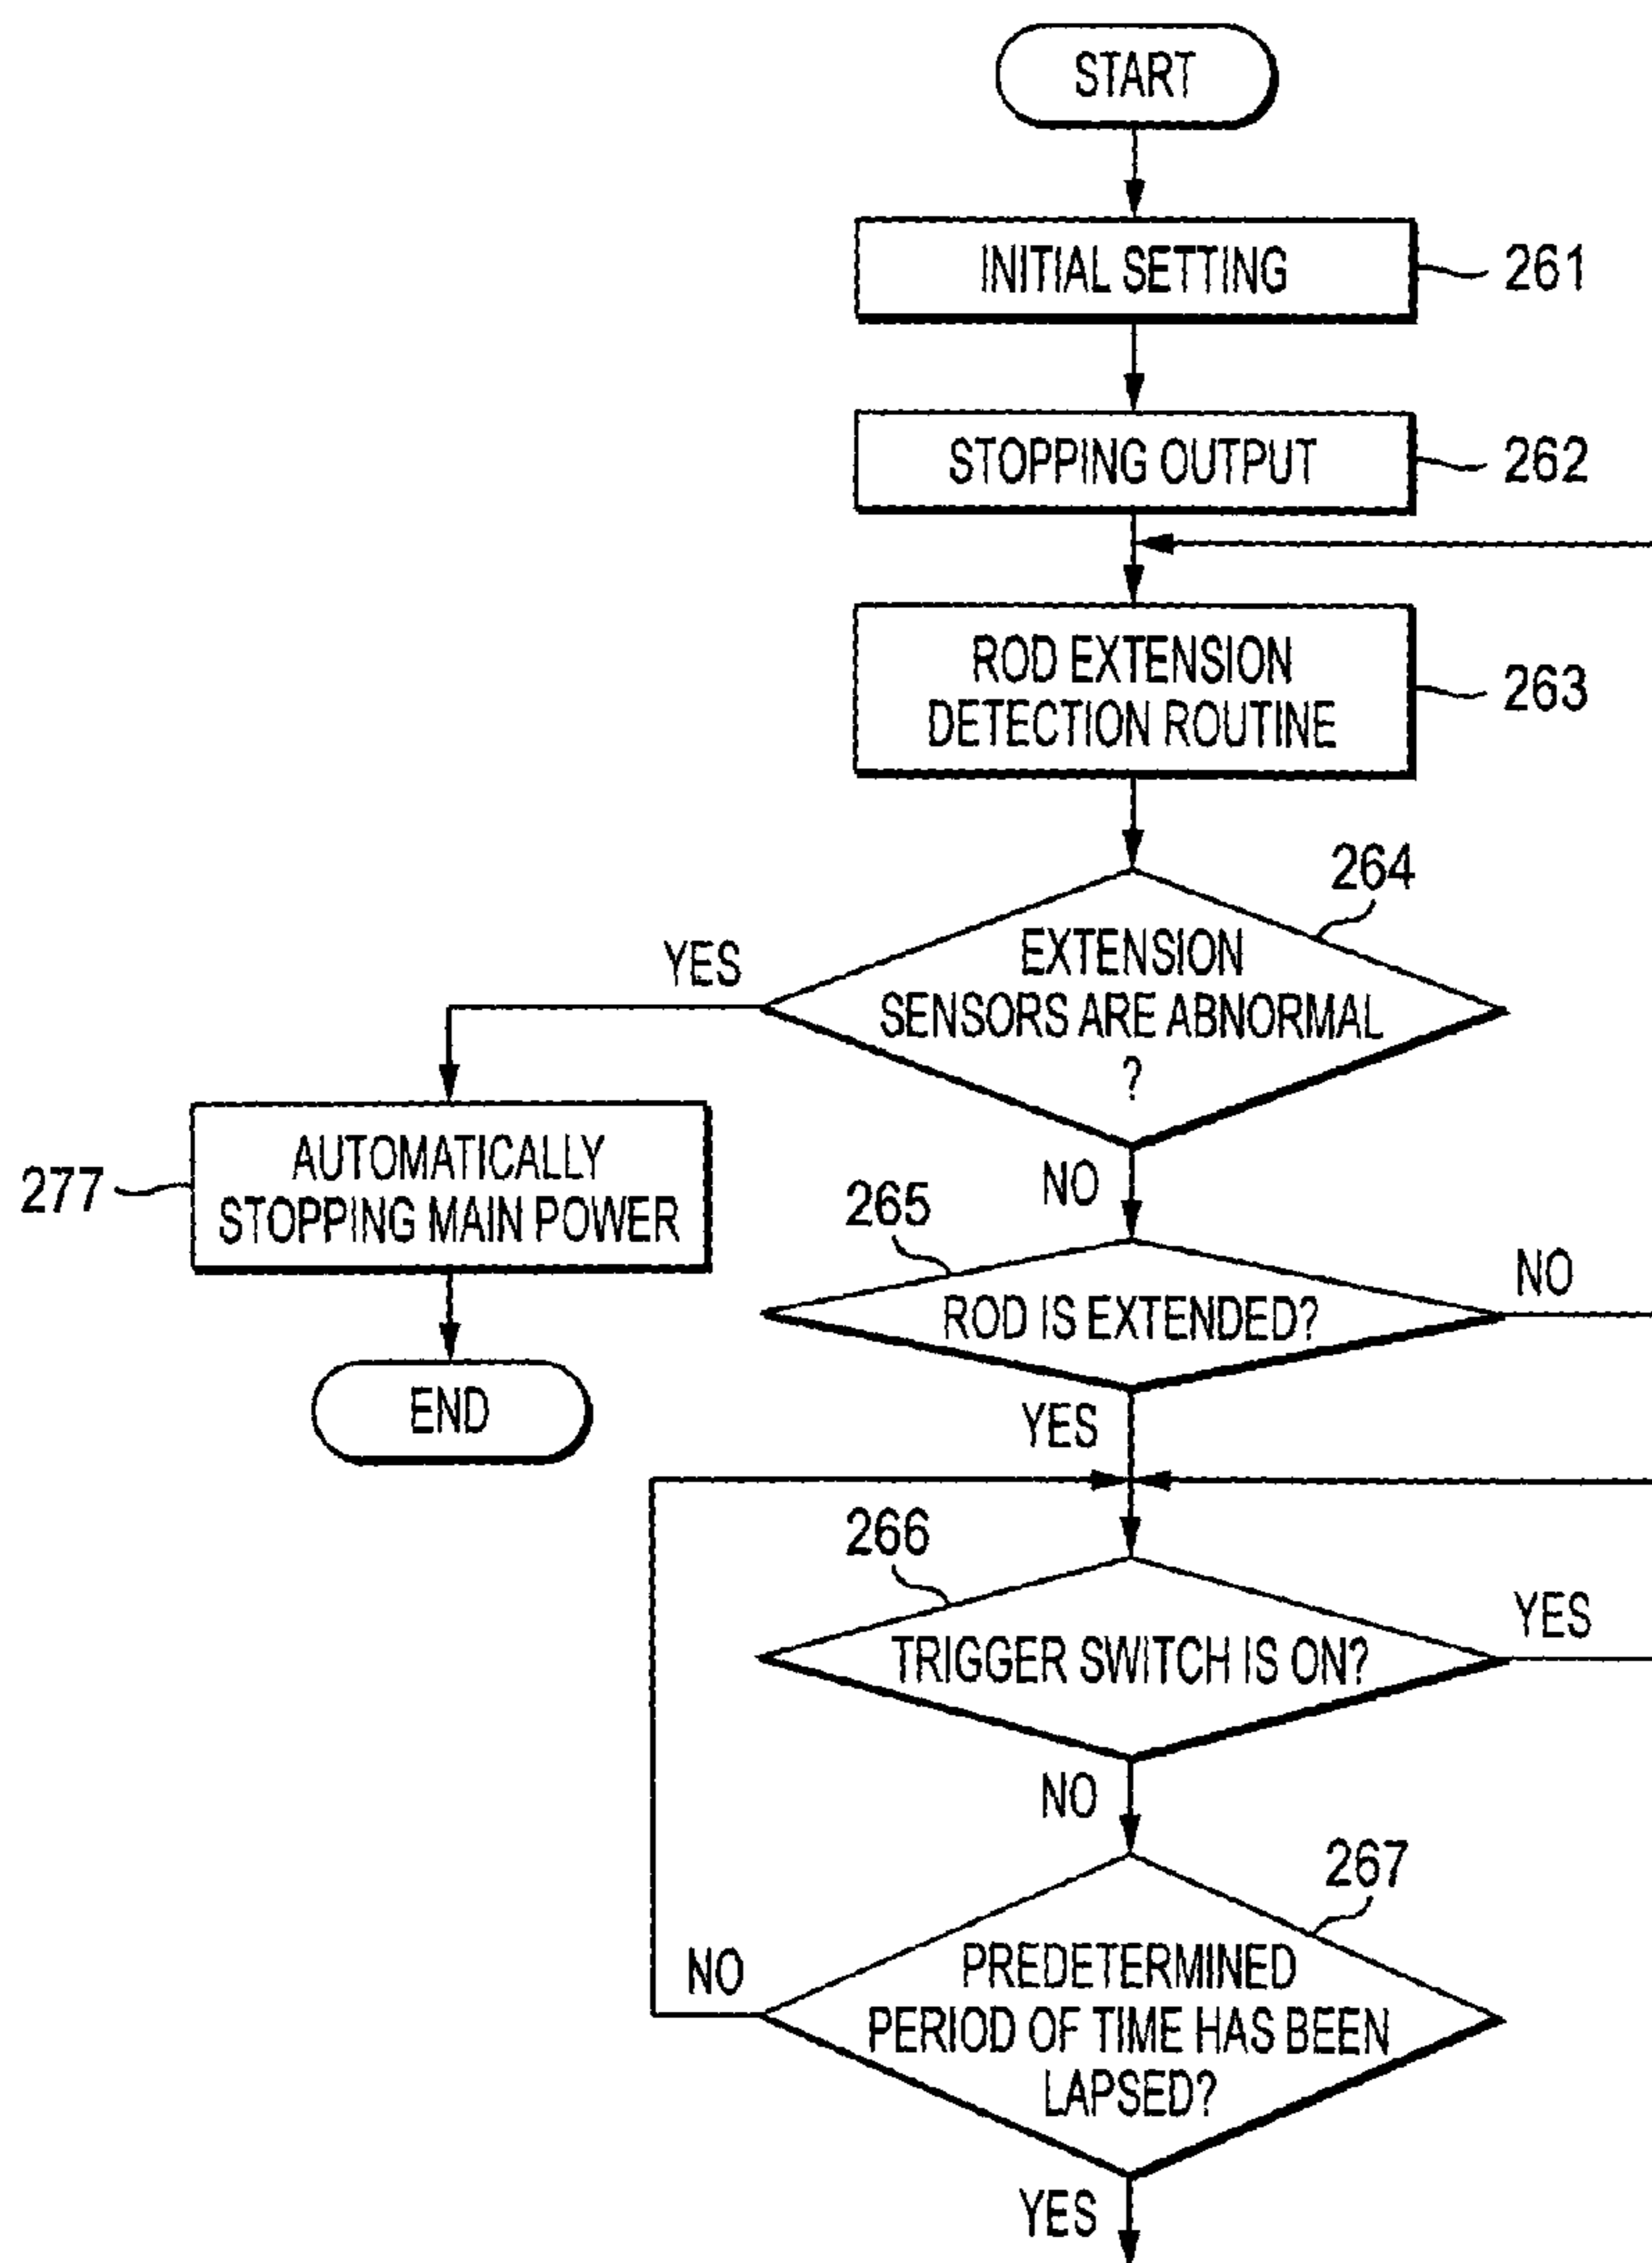 START
INITIAL SETTING
261
STOPPING OUTPUT
262
ROD EXTENSION
DETECTION ROUTINE
263
264
YES
EXTENSION
SENSORS ARE ABNORMAL
?
277
AUTOMATICALLY
STOPPING MAIN POWER
END
NO
265
ROD IS EXTENDED?
NO
YES
266
TRIGGER SWITCH IS ON?
YES
NO
267
NO
PREDETERMINED
PERIOD OF TIME HAS BEEN
LAPSED?
YES